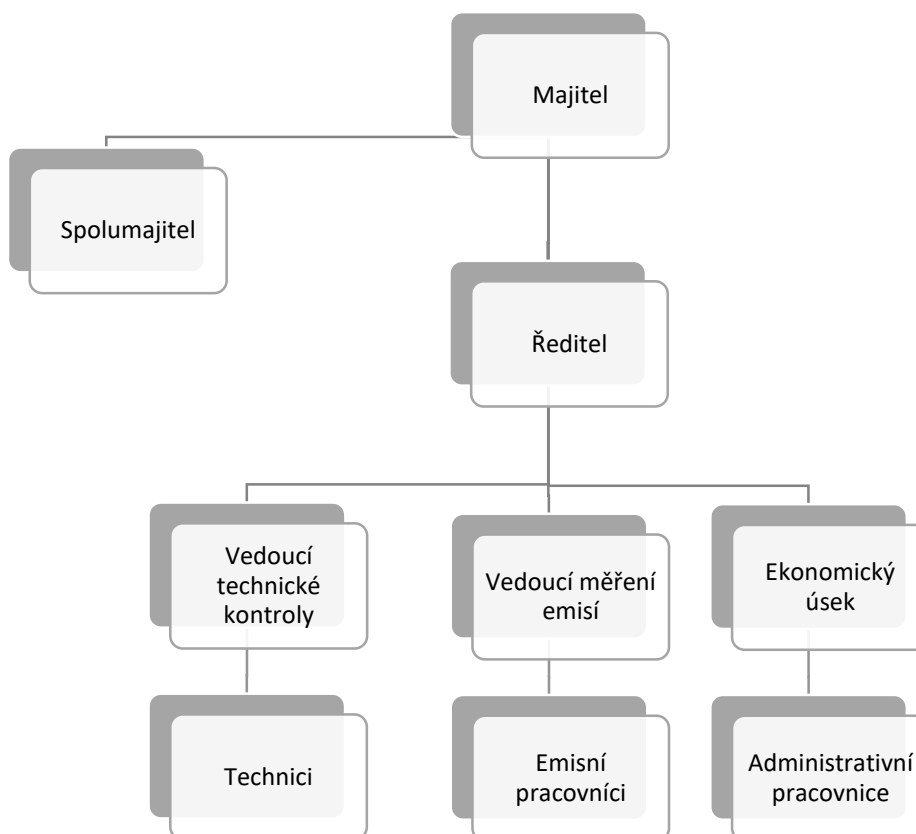 Majitel
Spolumajitel
Ředitel
Vedoucí
technické
kontroly
Vedoucí měření
emisí
Ekonomický
úsek
Technici
Emisní
pracovníci
Administrativní
pracovnice